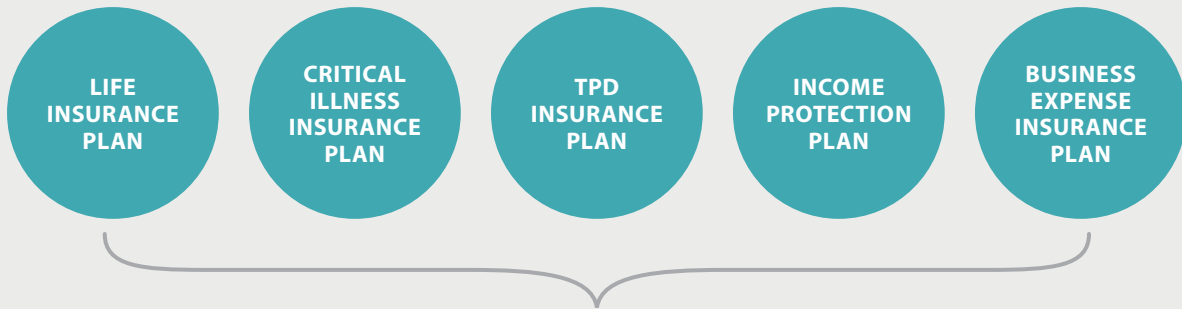 LIFE
INSURANCE
PLAN
CRITICAL
ILLNESS
INSURANCE
PLAN
TPD
INSURANCE
PLAN
INCOME
PROTECTION
PLAN
BUSINESS
EXPENSE
INSURANCE
PLAN